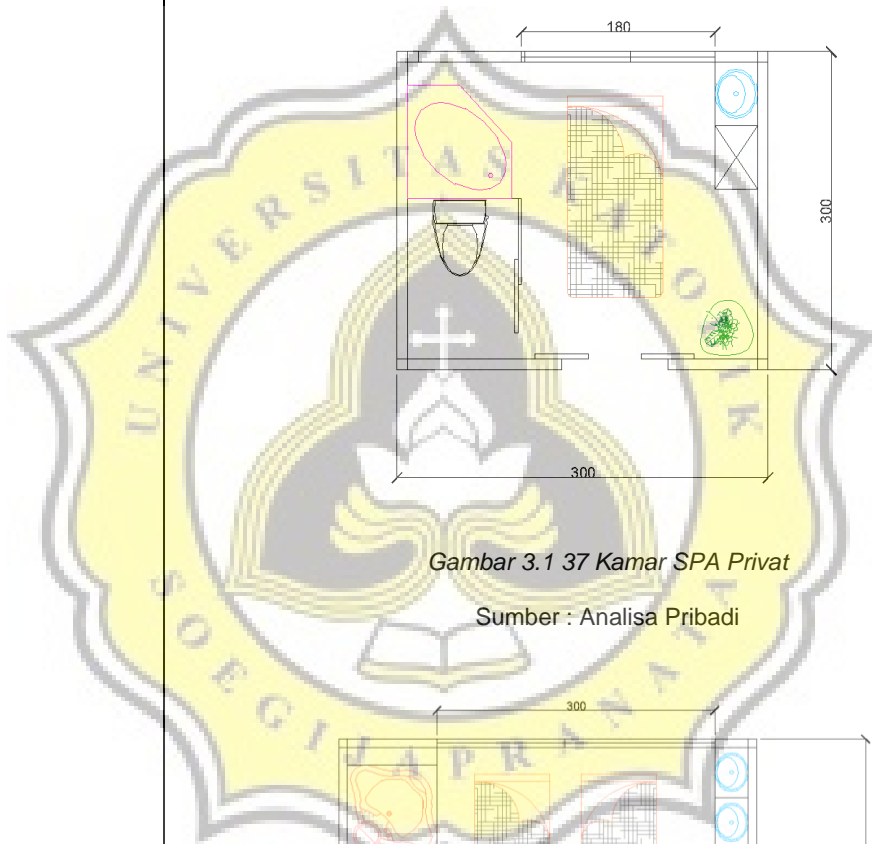 180
300
300
Gambar 3.1 37 Kamar SPA Privat
Sumber : Analisa Pribadi
300
UNIVERSITAS KATOLIK
SOEGIJAPRANATA